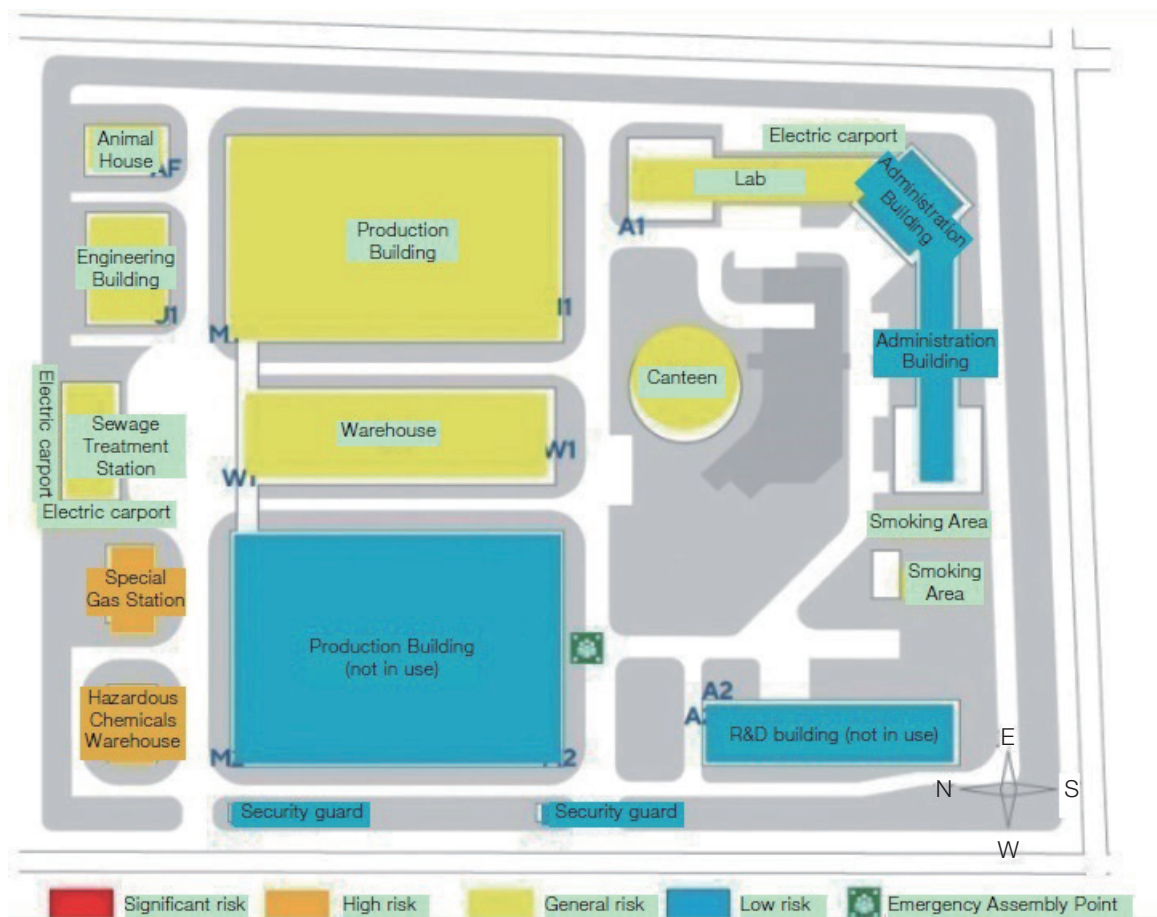 Animal
House
AF
Production
Building
Electric carport
Lab
A1
Administration
Building
Engineering
Building
Canteen
Administration
Building
Electric carport
Sewage
Treatment
Station
Electric carport
Warehouse
W1
W1
Smoking Area
Smoking
Area
Special
Gas Station
Production Building
(not in use)
Hazardous
Chemicals
Warehouse
M2
A2
R&D building (not in use)
E
N
S
W
Security guard
Security guard
Significant risk
High risk
General risk
Low risk
Emergency Assembly Point